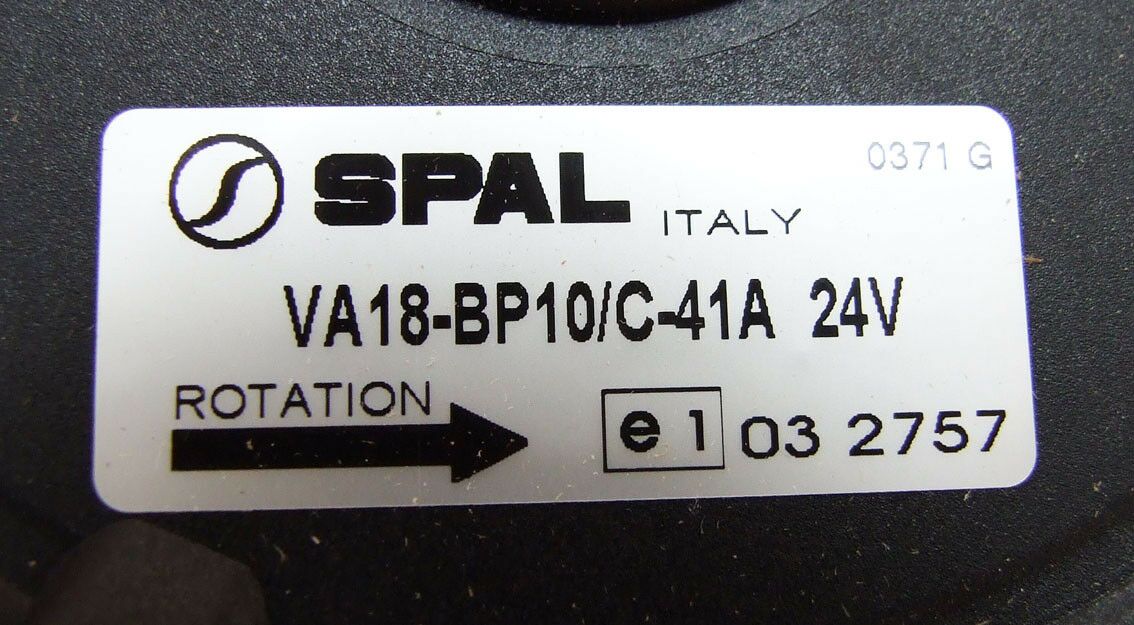 0371 G
SPAL ITALY
VA18-BP10/C-41A 24V
ROTATION
e 1 03 2757